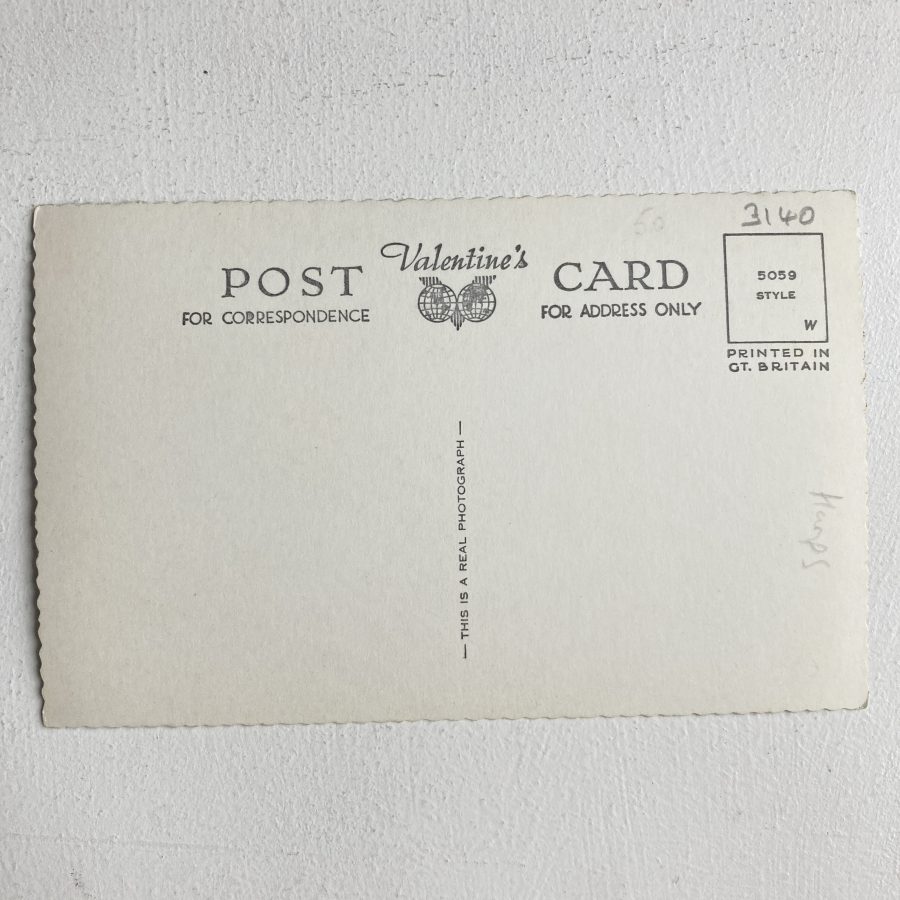 3140
50
Valentine's
POST CARD
FOR CORRESPONDENCE
FOR ADDRESS ONLY
5059
STYLE
W
PRINTED IN
GT. BRITAIN
— THIS IS A REAL PHOTOGRAPH —